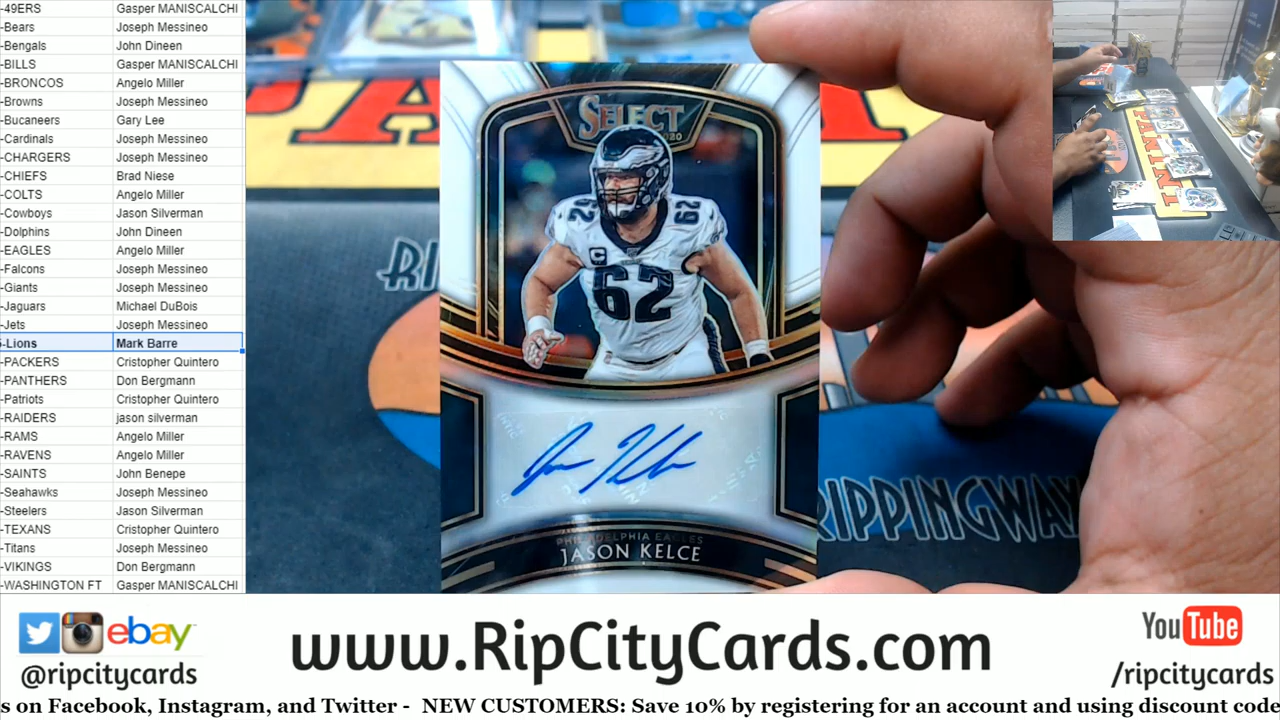 -49ERS Gasper MANISCALCHI
-Bears Joseph Messineo
-Bengals John Dineen
-BILLS Gasper MANISCALCHI
-BRONCOS Angelo Miller
-Browns Joseph Messineo
-Bucaneers Gary Lee
-Cardinals Joseph Messineo
-CHARGERS Joseph Messineo
-CHIEFS Brad Niese
-COLTS Angelo Miller
-Cowboys Jason Silverman
-Dolphins John Dineen
-EAGLES Angelo Miller
-Falcons Joseph Messineo
-Giants Joseph Messineo
-Jaguars Michael DuBois
-Jets Joseph Messineo
-Lions Mark Barre
-PACKERS Cristopher Quintero
-PANTHERS Don Bergmann
-Patriots Cristopher Quintero
-RAIDERS jason silverman
-RAMS Angelo Miller
-RAVENS Angelo Miller
-SAINTS John Benepe
-Seahawks Joseph Messineo
-Steelers Jason Silverman
-TEXANS Cristopher Quintero
-Titans Joseph Messineo
-VIKINGS Don Bergmann
-WASHINGTON FT Gasper MANISCALCHI
SELECT
2020
62 62
C
62
PHILADELPHIA EAGLES
JASON KELCE
RIPPINGWAX
PANINI
ebay
@ripcitycards
www.RipCityCards.com
YouTube
/ripcitycards
s on Facebook, Instagram, and Twitter - NEW CUSTOMERS: Save 10% by registering for an account and using discount code